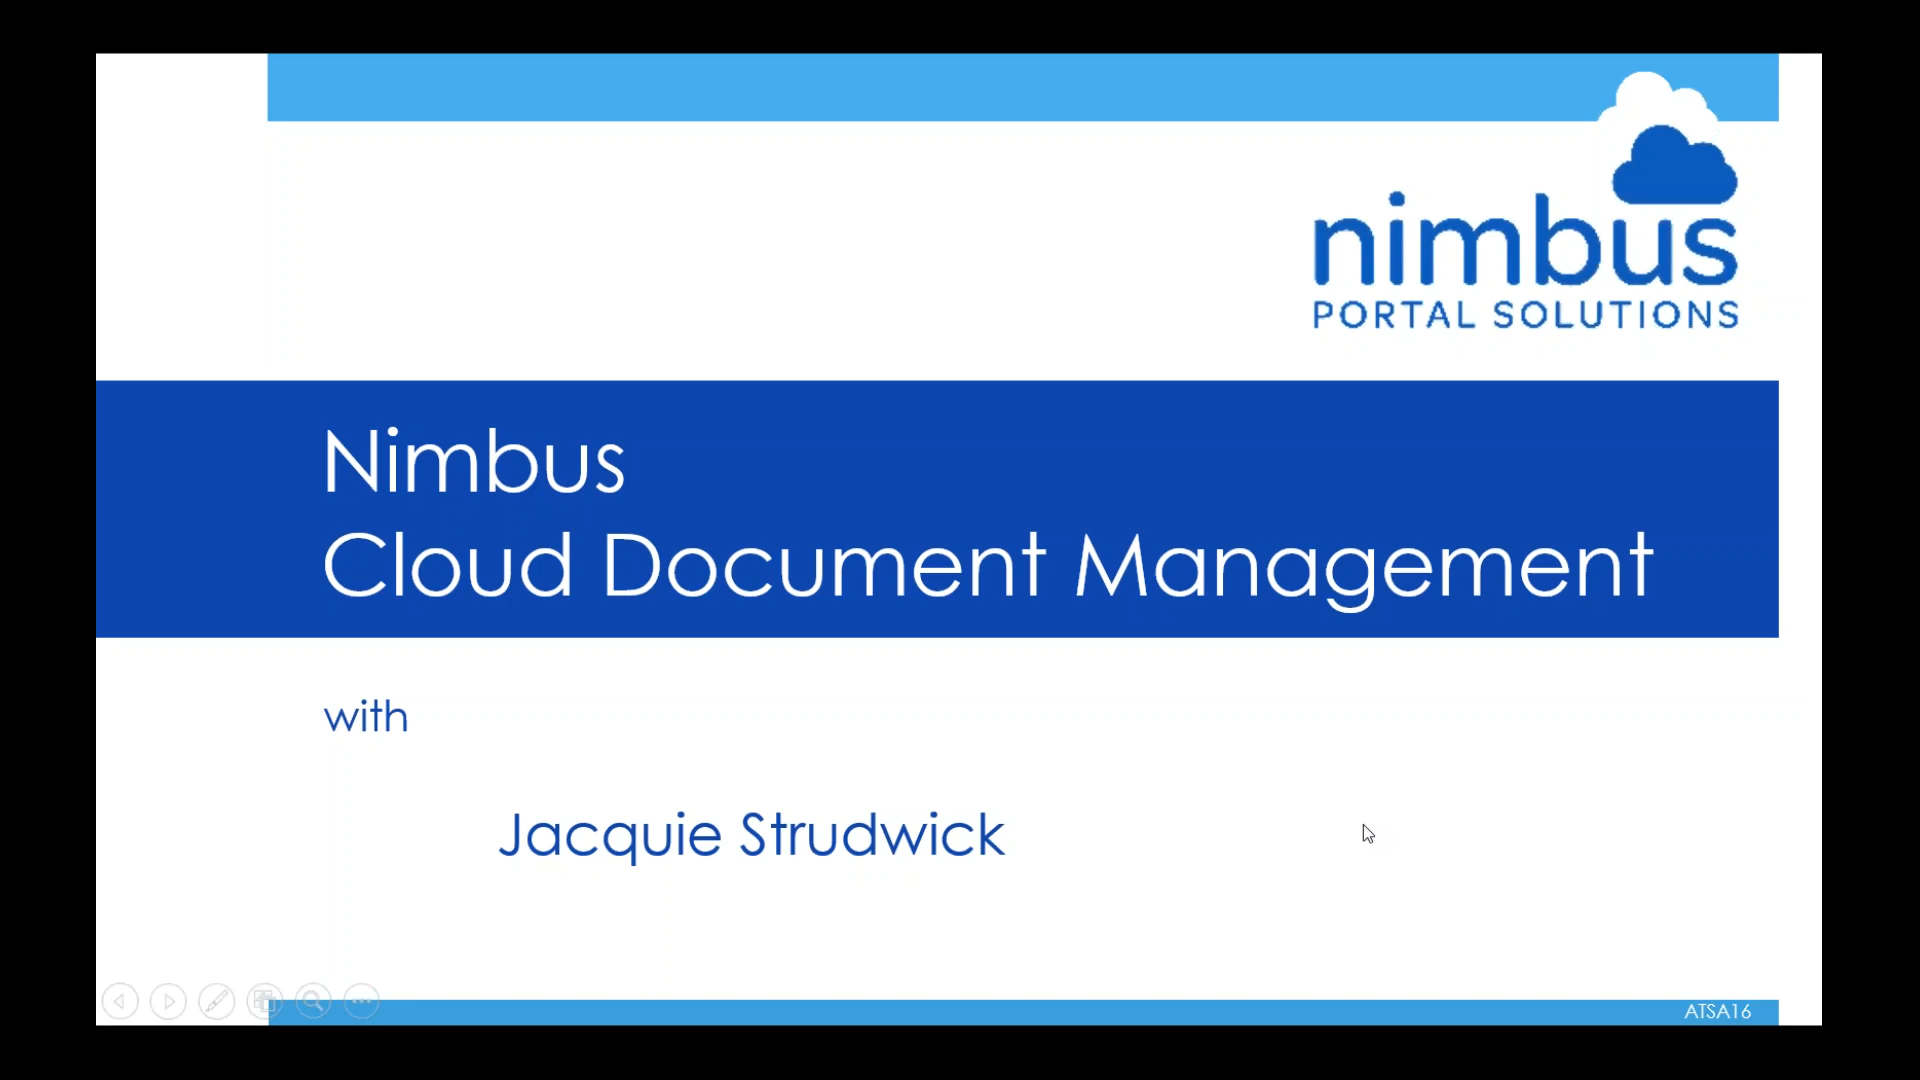 nimbus
PORTAL SOLUTIONS
Nimbus
Cloud Document Management
with
Jacquie Strudwick
ATSA16